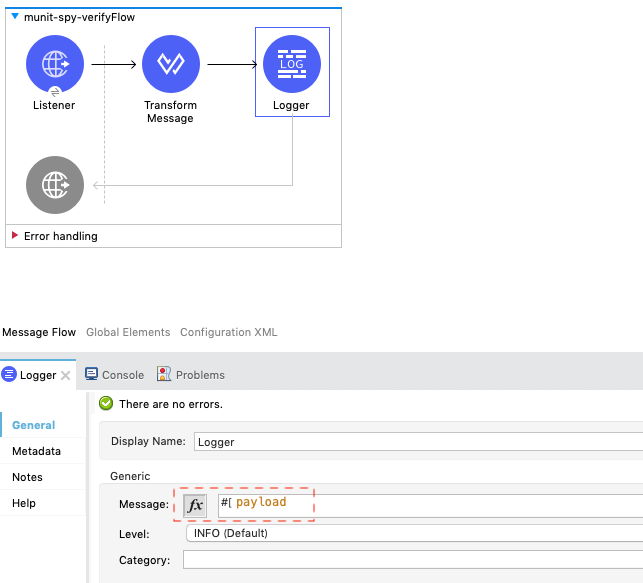 munit-spy-verifyFlow
LOG
Listener
Transform
Message
Logger
Error handling
Message Flow Global Elements Configuration XML
Logger Console Problems
There are no errors.
General
Display Name: Logger
Metadata
Notes
Generic
Help
Message: fx #[ payload
Level: INFO (Default)
Category: